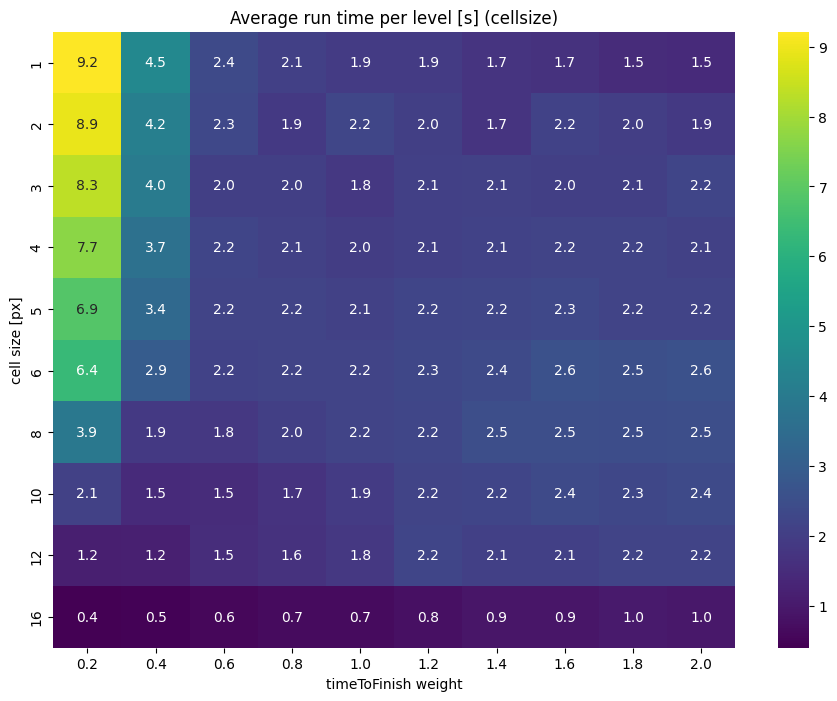 Average run time per level [s] (cellsize)
cell size [px]
1 9.2 4.5 2.4 2.1 1.9 1.9 1.7 1.7 1.5 1.5
2 8.9 4.2 2.3 1.9 2.2 2.0 1.7 2.2 2.0 1.9
3 8.3 4.0 2.0 2.0 1.8 2.1 2.1 2.0 2.1 2.2
4 7.7 3.7 2.2 2.1 2.0 2.1 2.1 2.2 2.2 2.1
5 6.9 3.4 2.2 2.2 2.1 2.2 2.2 2.3 2.2 2.2
6 6.4 2.9 2.2 2.2 2.2 2.3 2.4 2.6 2.5 2.6
8 3.9 1.9 1.8 2.0 2.2 2.2 2.5 2.5 2.5 2.5
10 2.1 1.5 1.5 1.7 1.9 2.2 2.2 2.4 2.3 2.4
12 1.2 1.2 1.5 1.6 1.8 2.2 2.1 2.1 2.2 2.2
16 0.4 0.5 0.6 0.7 0.7 0.8 0.9 0.9 1.0 1.0
0.2 0.4 0.6 0.8 1.0 1.2 1.4 1.6 1.8 2.0
timeToFinish weight
9
8
7
6
5
4
3
2
1